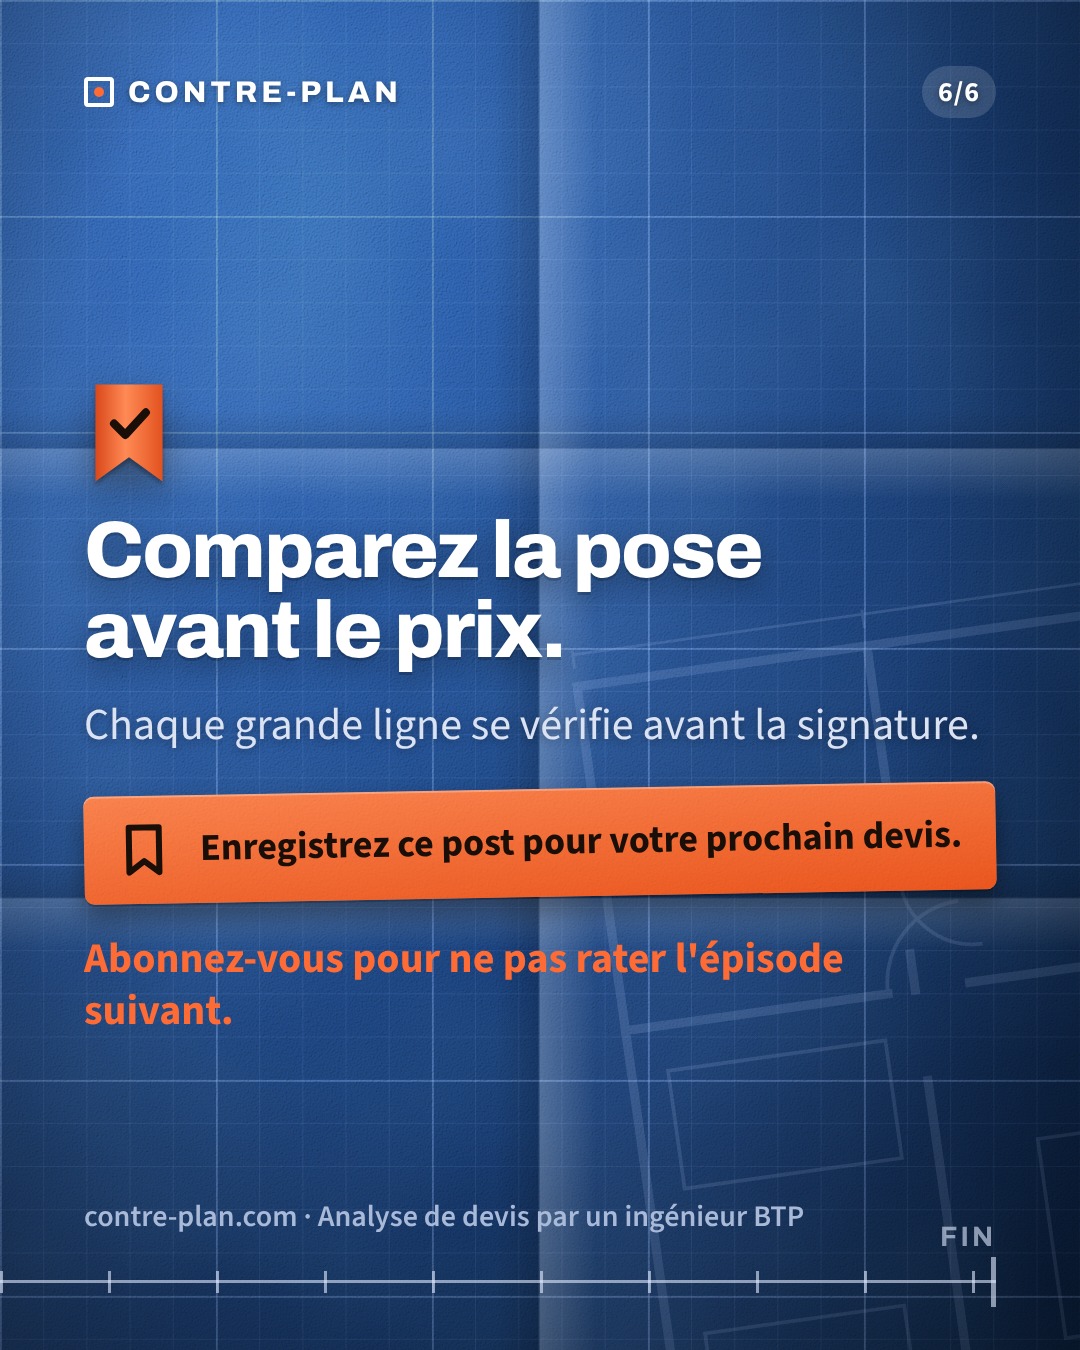 CONTRE-PLAN
6/6
Comparez la pose
avant le prix.
Chaque grande ligne se vérifie avant la signature.
Enregistrez ce post pour votre prochain devis.
Abonnez-vous pour ne pas rater l'épisode
suivant.
contre-plan.com · Analyse de devis par un ingénieur BTP
FIN